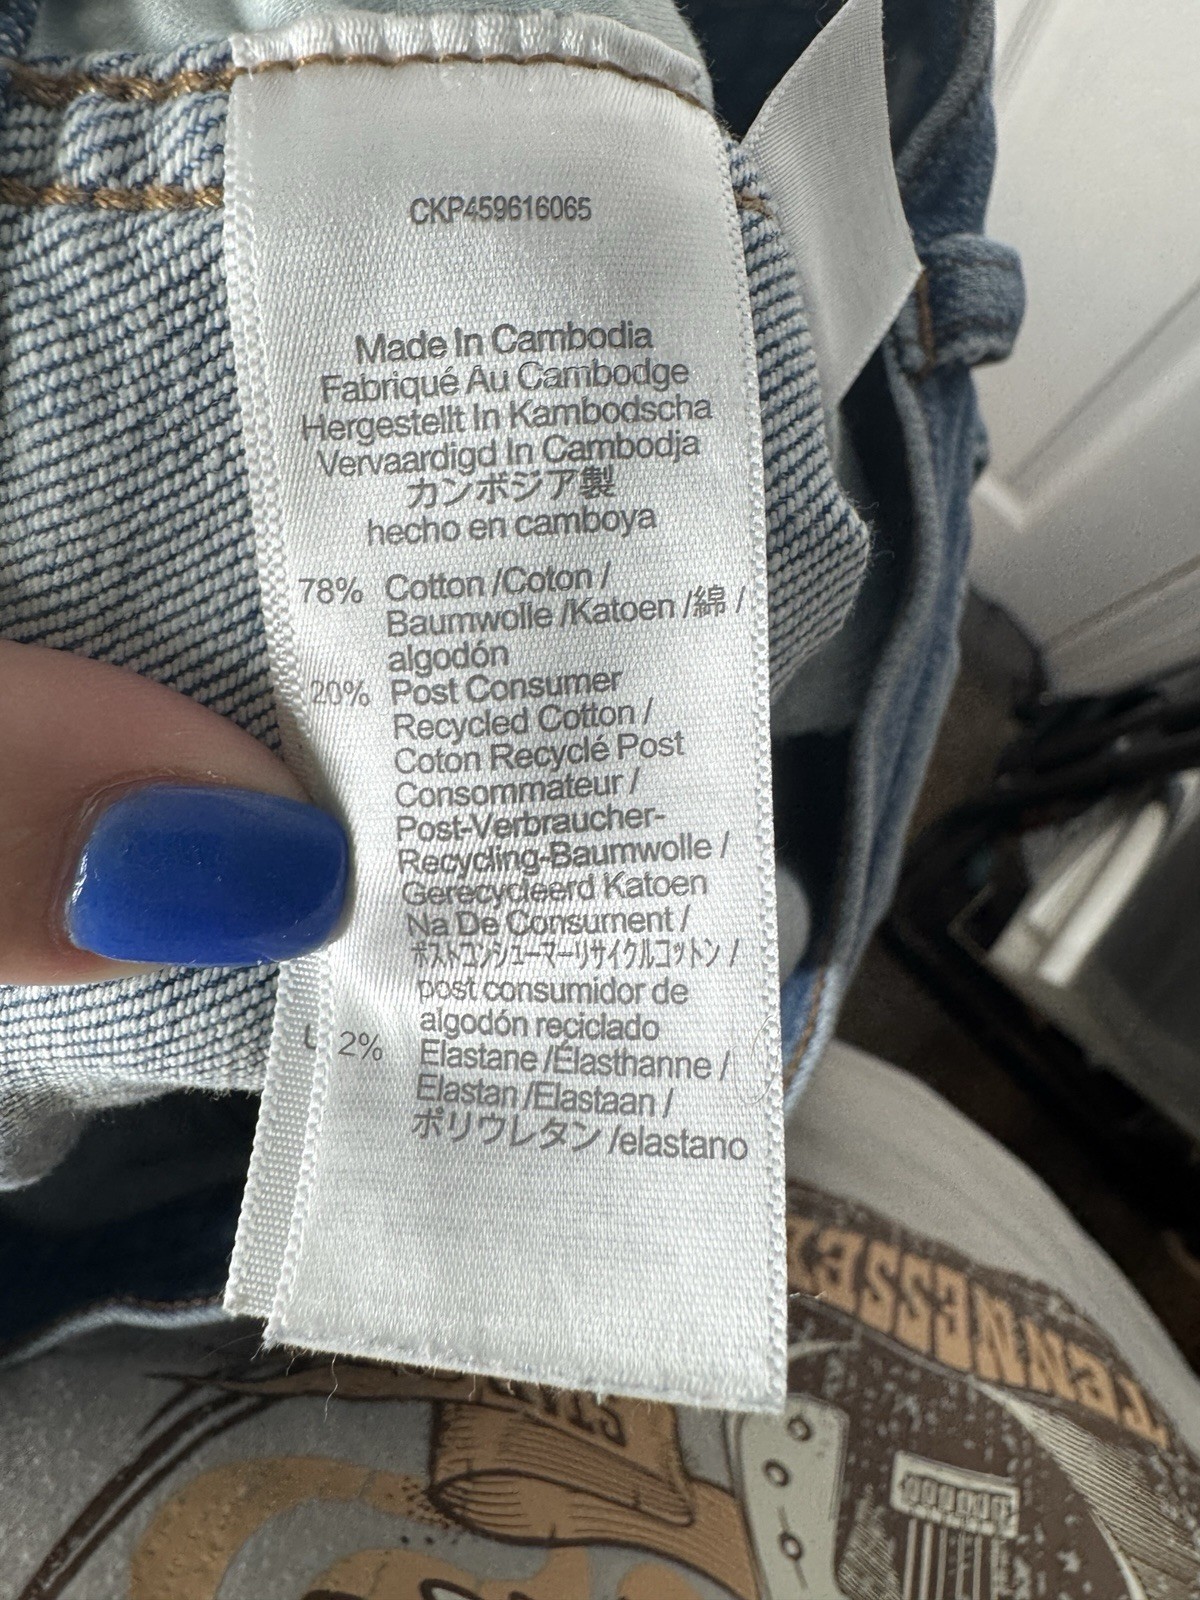 CKP459616065
Made In Cambodia
Fabriqué Au Cambodge
Hergestellt In Kambodscha
Vervaardigd In Cambodja
カンボジア製
hecho en camboya
78% Cotton /Coton /
Baumwolle /Katoen /綿 /
algodón
20% Post Consumer
Recycled Cotton /
Coton Recyclé Post
Consommateur /
Post-Verbraucher-
Recycling-Baumwolle /
Gerecycleerd Katoen
Na De Consument /
ポストコンシューマーリサイクルコットン /
post consumidor de
algodón reciclado
2% Elastane /Élasthanne /
Elastan /Elastaan /
ポリウレタン /elastano
TENNESSEE